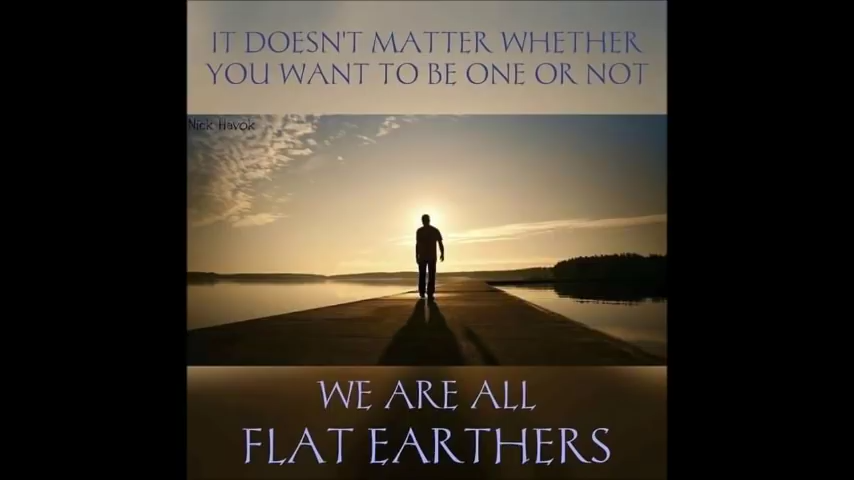 IT DOESN'T MATTER WHETHER
YOU WANT TO BE ONE OR NOT
Nick Havok
WE ARE ALL
FLAT EARTHERS